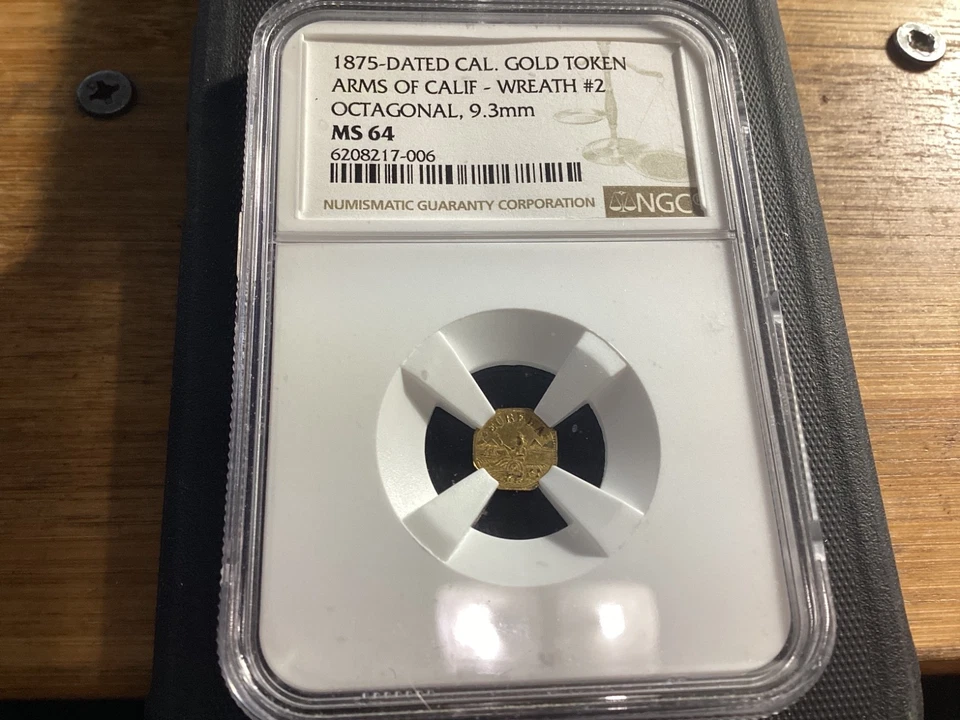 1875-DATED CAL. GOLD TOKEN
ARMS OF CALIF - WREATH #2
OCTAGONAL, 9.3mm
MS 64
6208217-006
NUMISMATIC GUARANTY CORPORATION
NGC
EUREKA